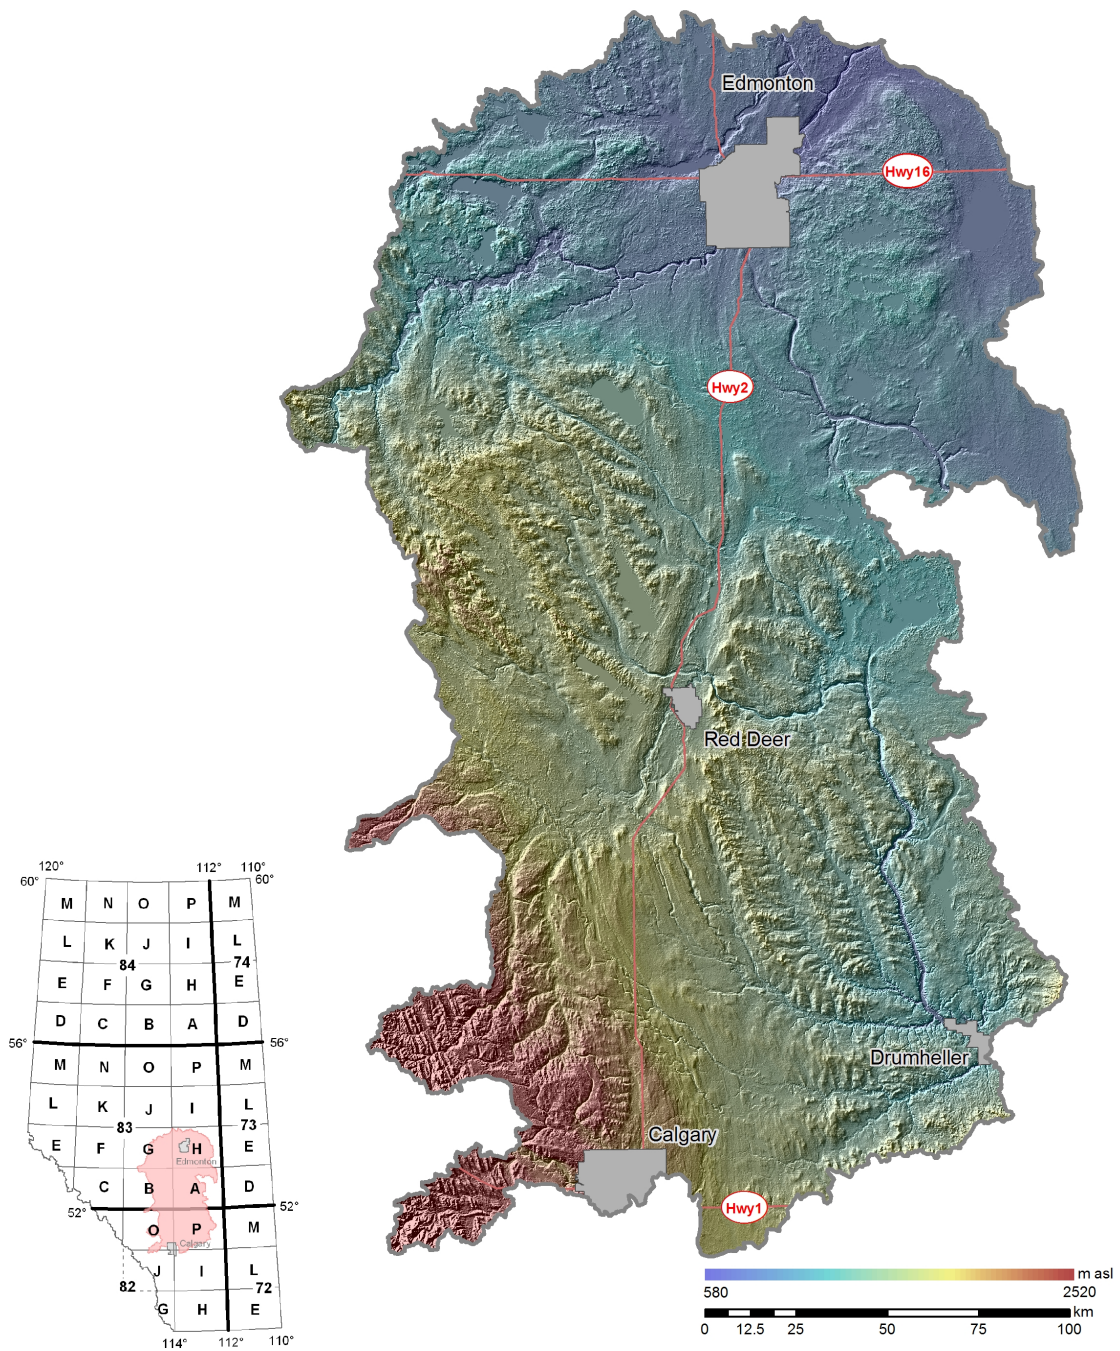 Edmonton
Hwy16
Hwy2
Red Deer
Drumheller
Calgary
Hwy1
m asl
580 2520
km
0 12.5 25 50 75 100
120° 112° 110°
60° 60°
M N O P M
L K J I L
84 74
E F G H E
D C B A D
56° 56°
M N O P M
L K J I L
83 73
E F G H E
Edmonton
C B A D
52° 52°
O P M
Calgary
J I L
82 72
G H E
114° 112° 110°